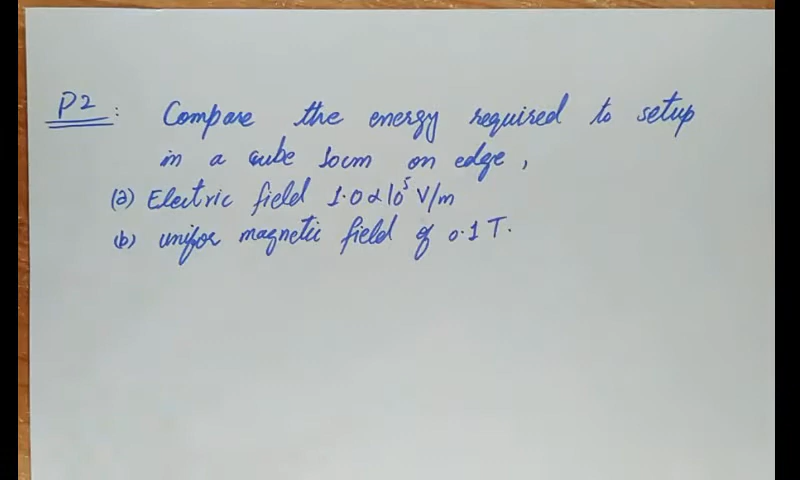 P2 : Compare the energy required to setup
in a cube 10cm on edge,
(a) Electric field 1.0×10⁵ V/m
(b) unifor magnetic field of 0.1 T.